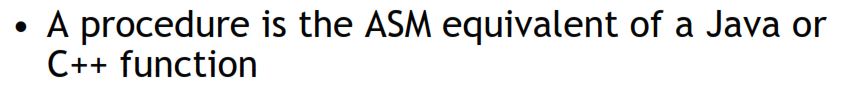 • A procedure is the ASM equivalent of a Java or
C++ function